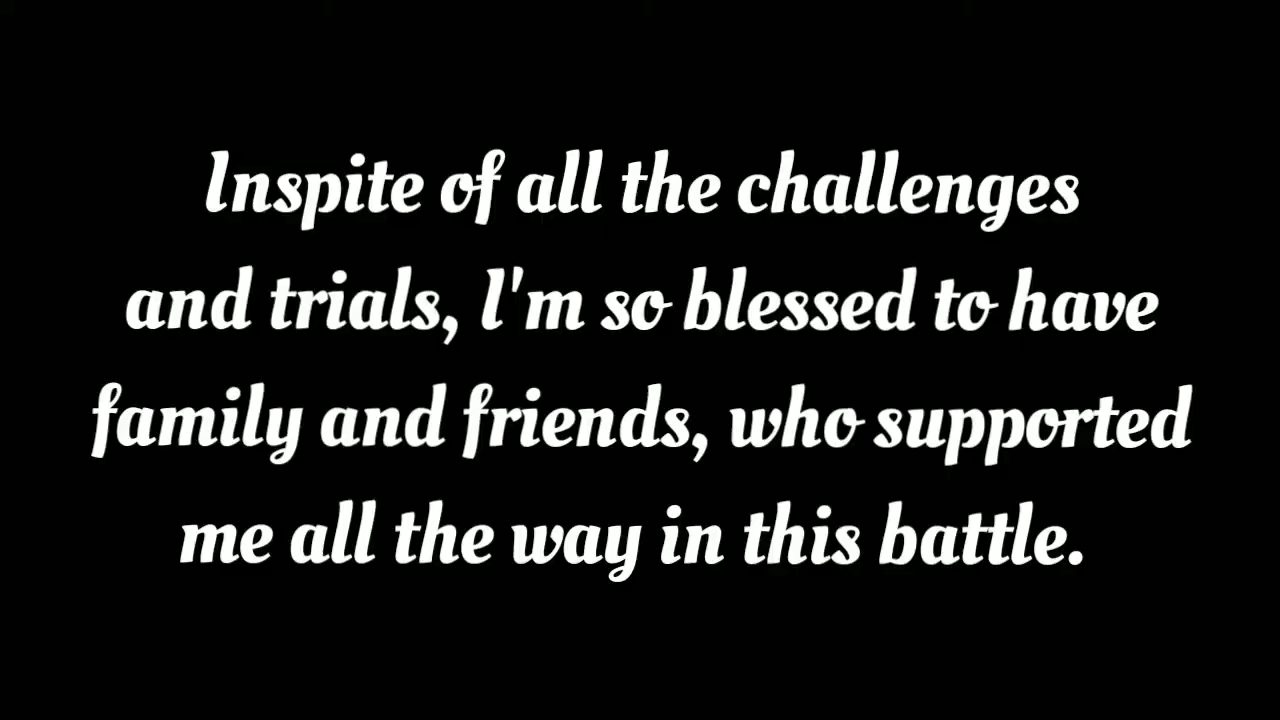 Inspite of all the challenges
and trials, I'm so blessed to have
family and friends, who supported
me all the way in this battle.